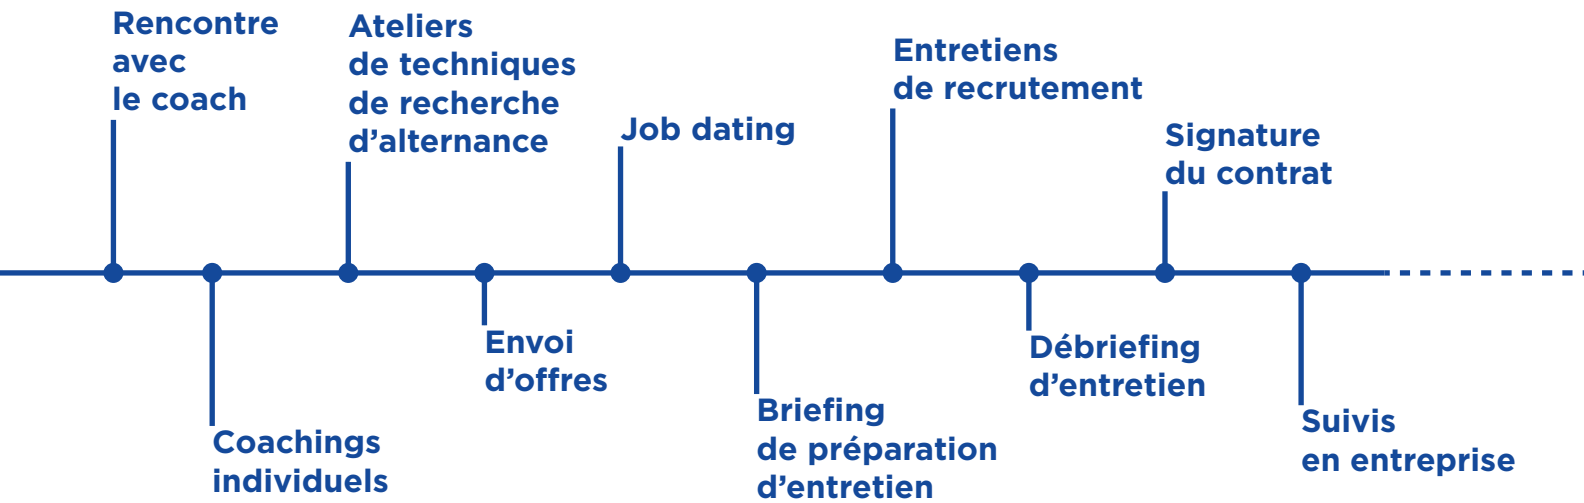 Rencontre
avec
le coach
Coachings
individuels
Ateliers
de techniques
de recherche
d’alternance
Envoi
d’offres
Job dating
Briefing
de préparation
d’entretien
Entretiens
de recrutement
Débriefing
d’entretien
Signature
du contrat
Suivis
en entreprise